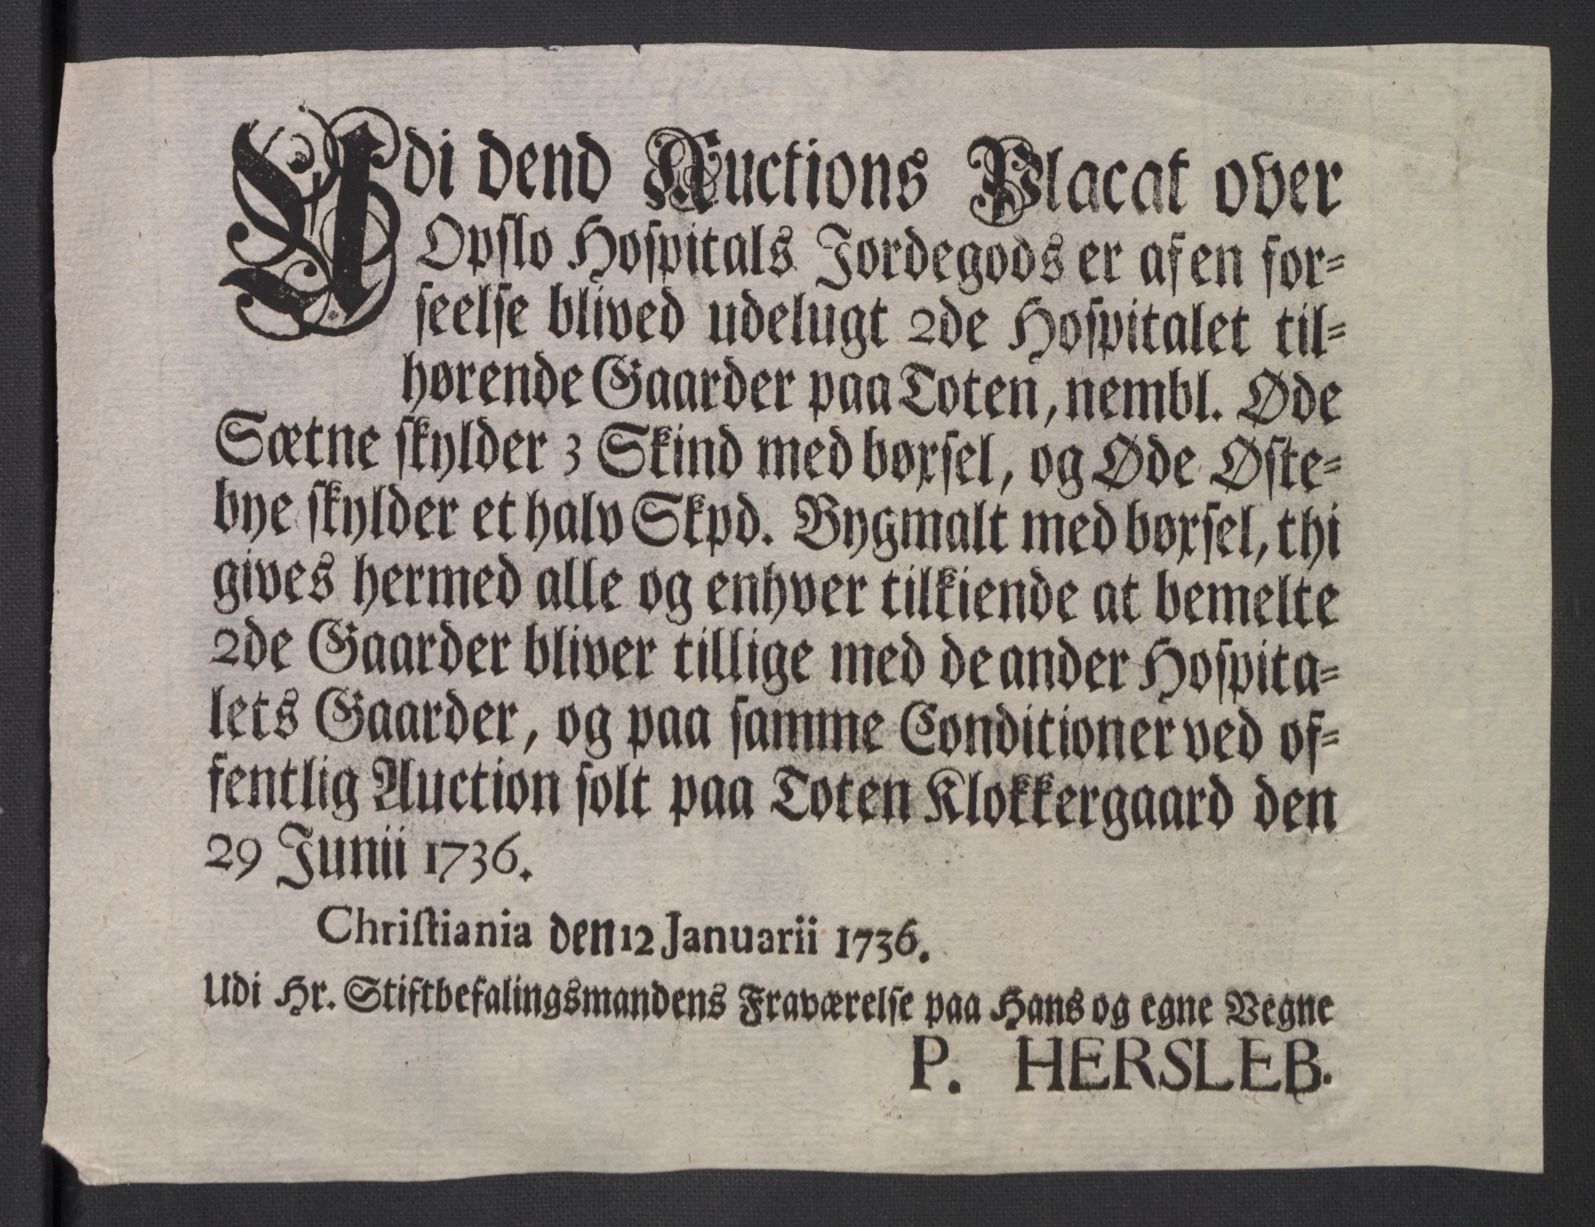 Udi dend Auctions Placat over
Opslo Hospitals Jordegods er af en for-
seelse blived udelugt 2de Hospitalet til-
hørende Gaarder paa Toten, nembl. Øde
Sætne skylder 3 Skind med børsel, og Øde Øste-
bye skylder et halv Skpd. Bygmalt med børsel, thi
gives hermed alle og enhver tilkiende at bemelte
2de Gaarder bliver tillige med de ander Hospita-
lets Gaarder, og paa samme Conditioner ved of-
fentlig Auction solt paa Toten Klokkergaard den
29 Junii 1736.
Christiania den 12 Januarii 1736.
Udi Hr. Stiftbefalingsmandens Fraværelse paa Hans og egne Vegne
P. HERSLEB.